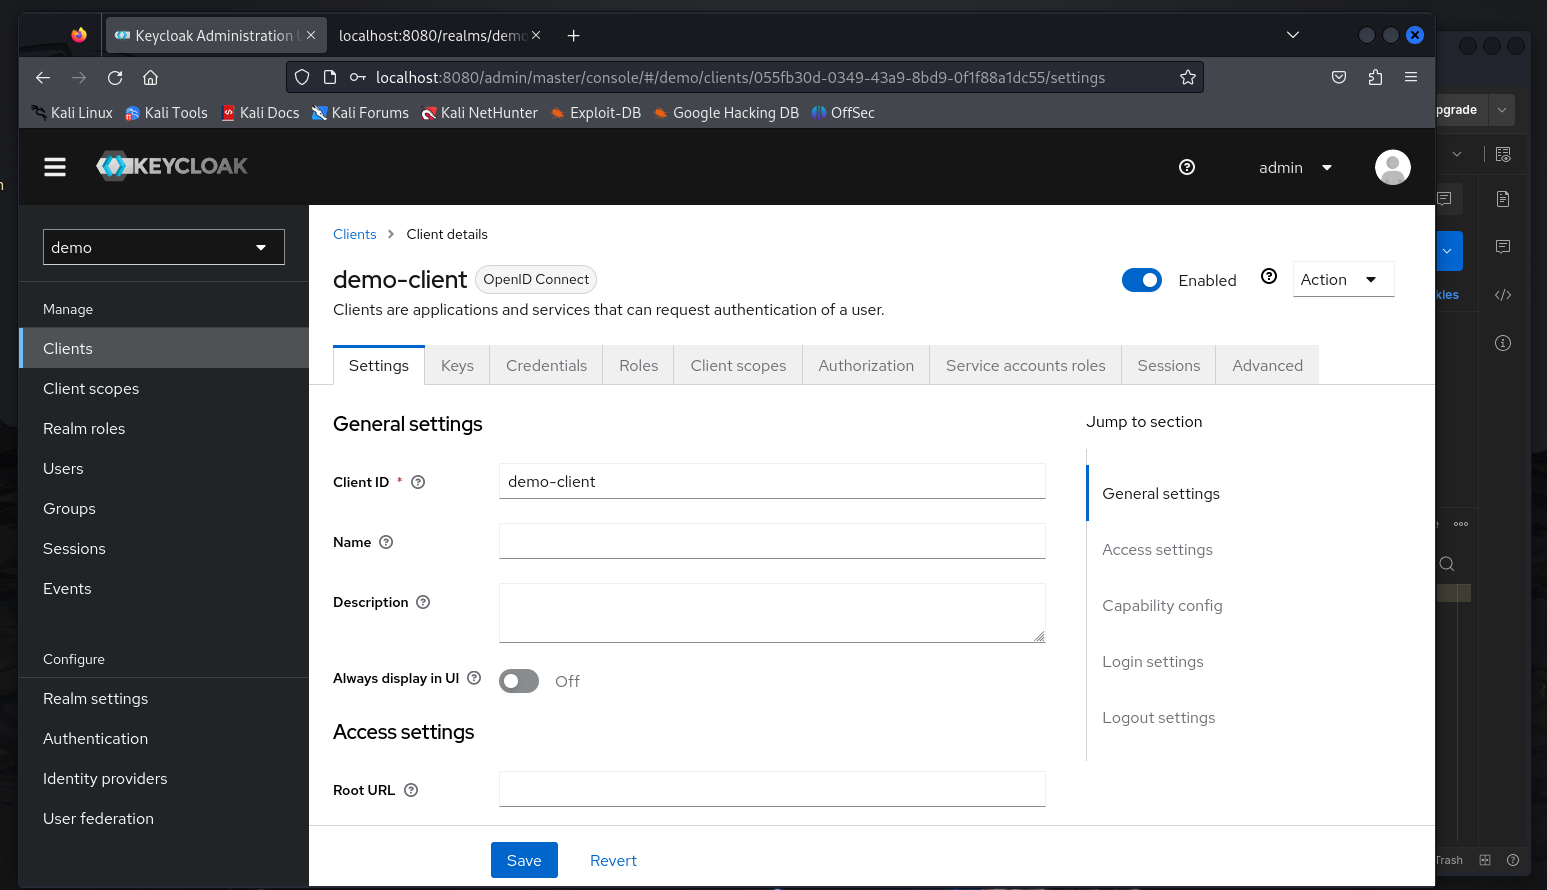 Keycloak Administration
localhost:8080/realms/demo
localhost:8080/admin/master/console/#/demo/clients/055fb30d-0349-43a9-8bd9-0f1f88a1dc55/settings
Kali Linux Kali Tools Kali Docs Kali Forums Kali NetHunter Exploit-DB Google Hacking DB OffSec
pgrade
KEYCLOAK
admin
demo
Manage
Clients
Client scopes
Realm roles
Users
Groups
Sessions
Events
Configure
Realm settings
Authentication
Identity providers
User federation
Clients > Client details
demo-client OpenID Connect
Enabled
Action
Clients are applications and services that can request authentication of a user.
Settings Keys Credentials Roles Client scopes Authorization Service accounts roles Sessions Advanced
General settings
Client ID * demo-client
Name
Description
Always display in UI Off
Access settings
Root URL
Save Revert
Jump to section
General settings
Access settings
Capability config
Login settings
Logout settings
kies
Trash